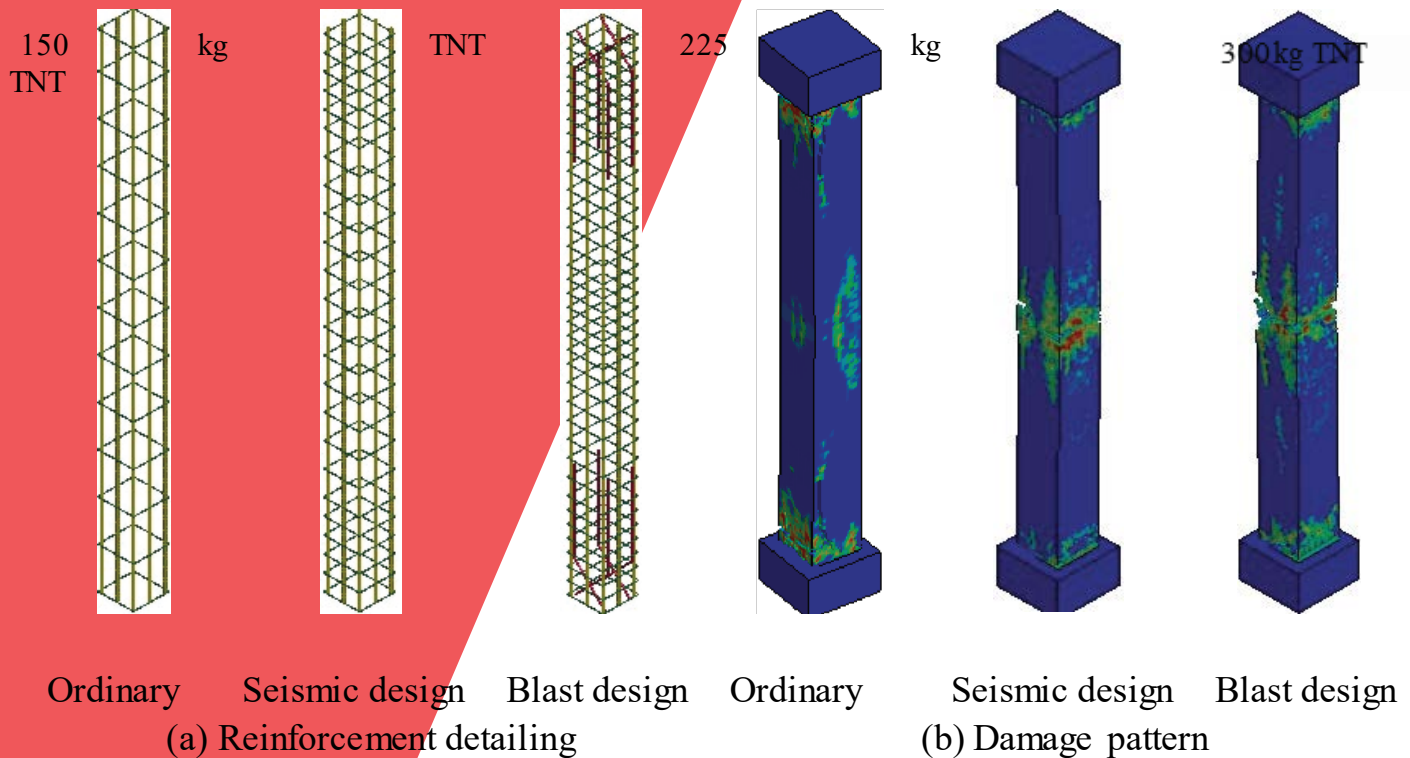 150 kg TNT 225 kg 300kg TNT
TNT
Ordinary Seismic design Blast design Ordinary Seismic design Blast design
(a) Reinforcement detailing (b) Damage pattern